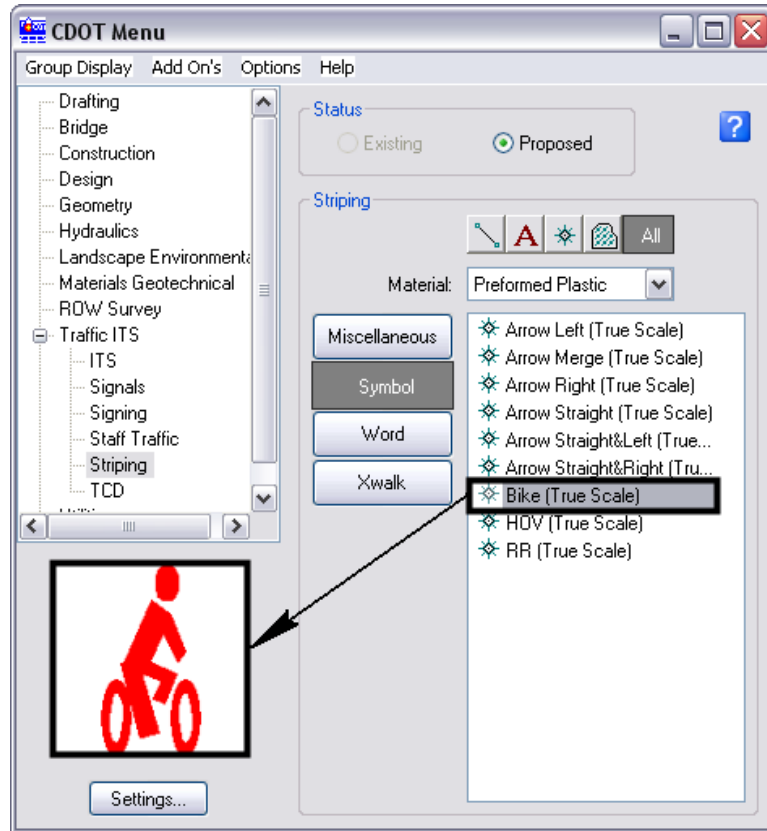 CDOT Menu
Group Display Add On's Options Help
Drafting
Bridge
Construction
Design
Geometry
Hydraulics
Landscape Environment
Materials Geotechnical
ROW Survey
Traffic ITS
ITS
Signals
Signing
Staff Traffic
Striping
TCD
Status
Existing Proposed
?
Striping
A All
Material: Preformed Plastic
Miscellaneous
Symbol
Word
Xwalk
Arrow Left (True Scale)
Arrow Merge (True Scale)
Arrow Right (True Scale)
Arrow Straight (True Scale)
Arrow Straight&Left (True...
Arrow Straight&Right (Tru...
Bike (True Scale)
HOV (True Scale)
RR (True Scale)
Settings...